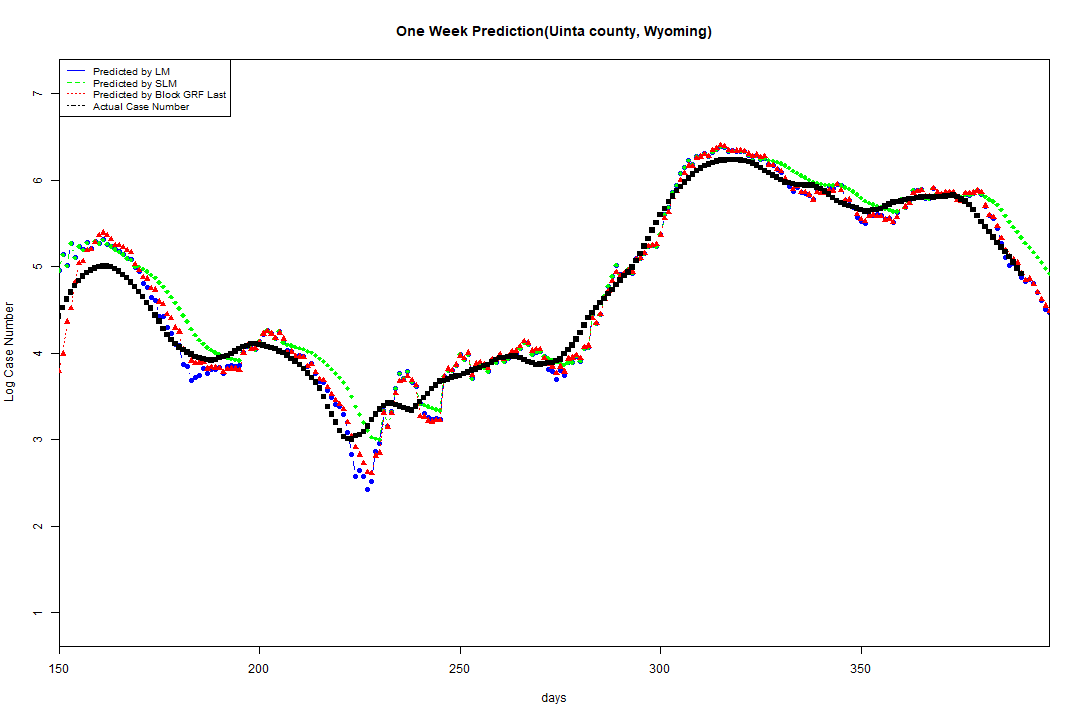 One Week Prediction(Uinta county, Wyoming)
Predicted by LM
Predicted by SLM
Predicted by Block GRF Last
Actual Case Number
7
6
5
4
3
2
1
Log Case Number
150 200 250 300 350
days